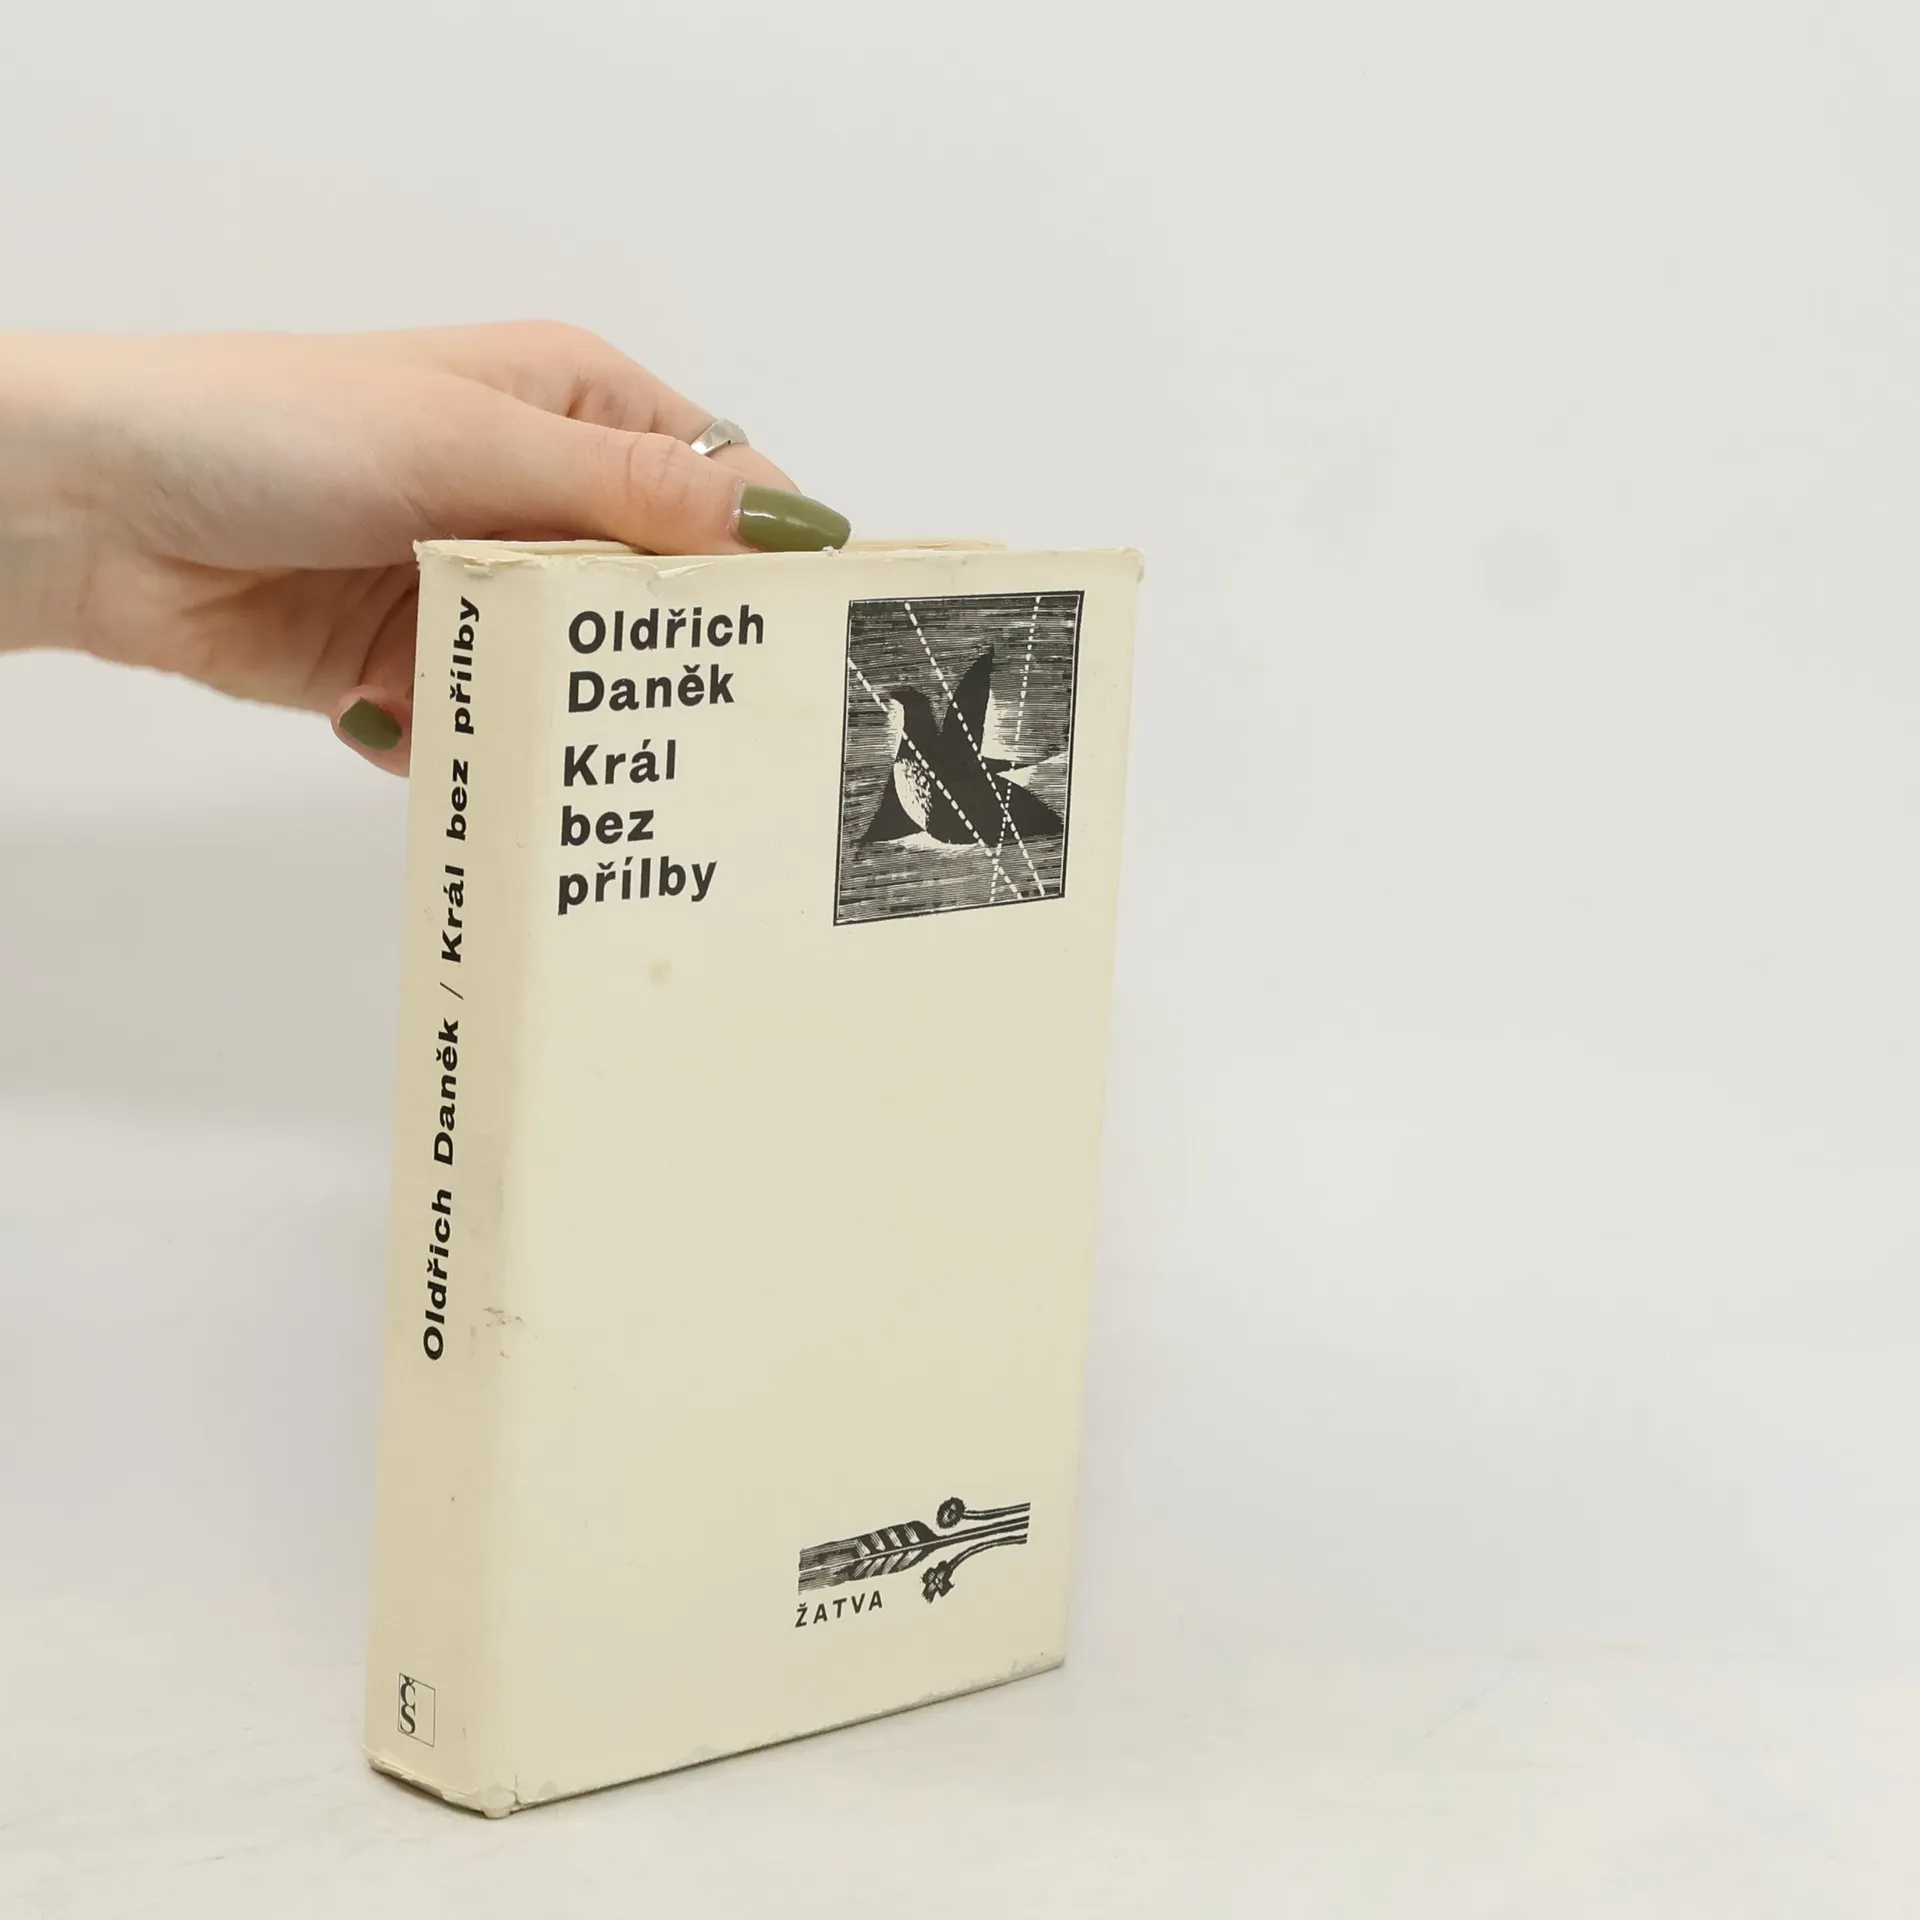 Oldřich Daněk / Král bez přílby
ČS
Oldřich
Daněk
Král
bez
přílby
ŽATVA